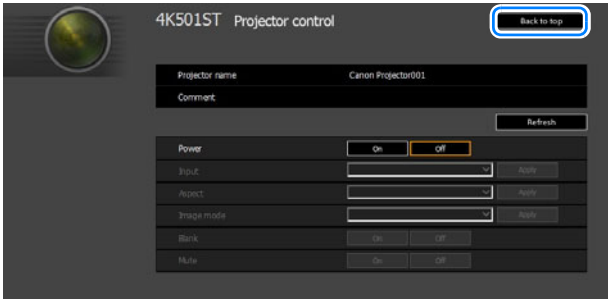 4K501ST Projector control
Back to top
Projector name Canon Projector001
Comment
Refresh
Power On Off
Input Apply
Aspect Apply
Image mode Apply
Blank On Off
Mute On Off